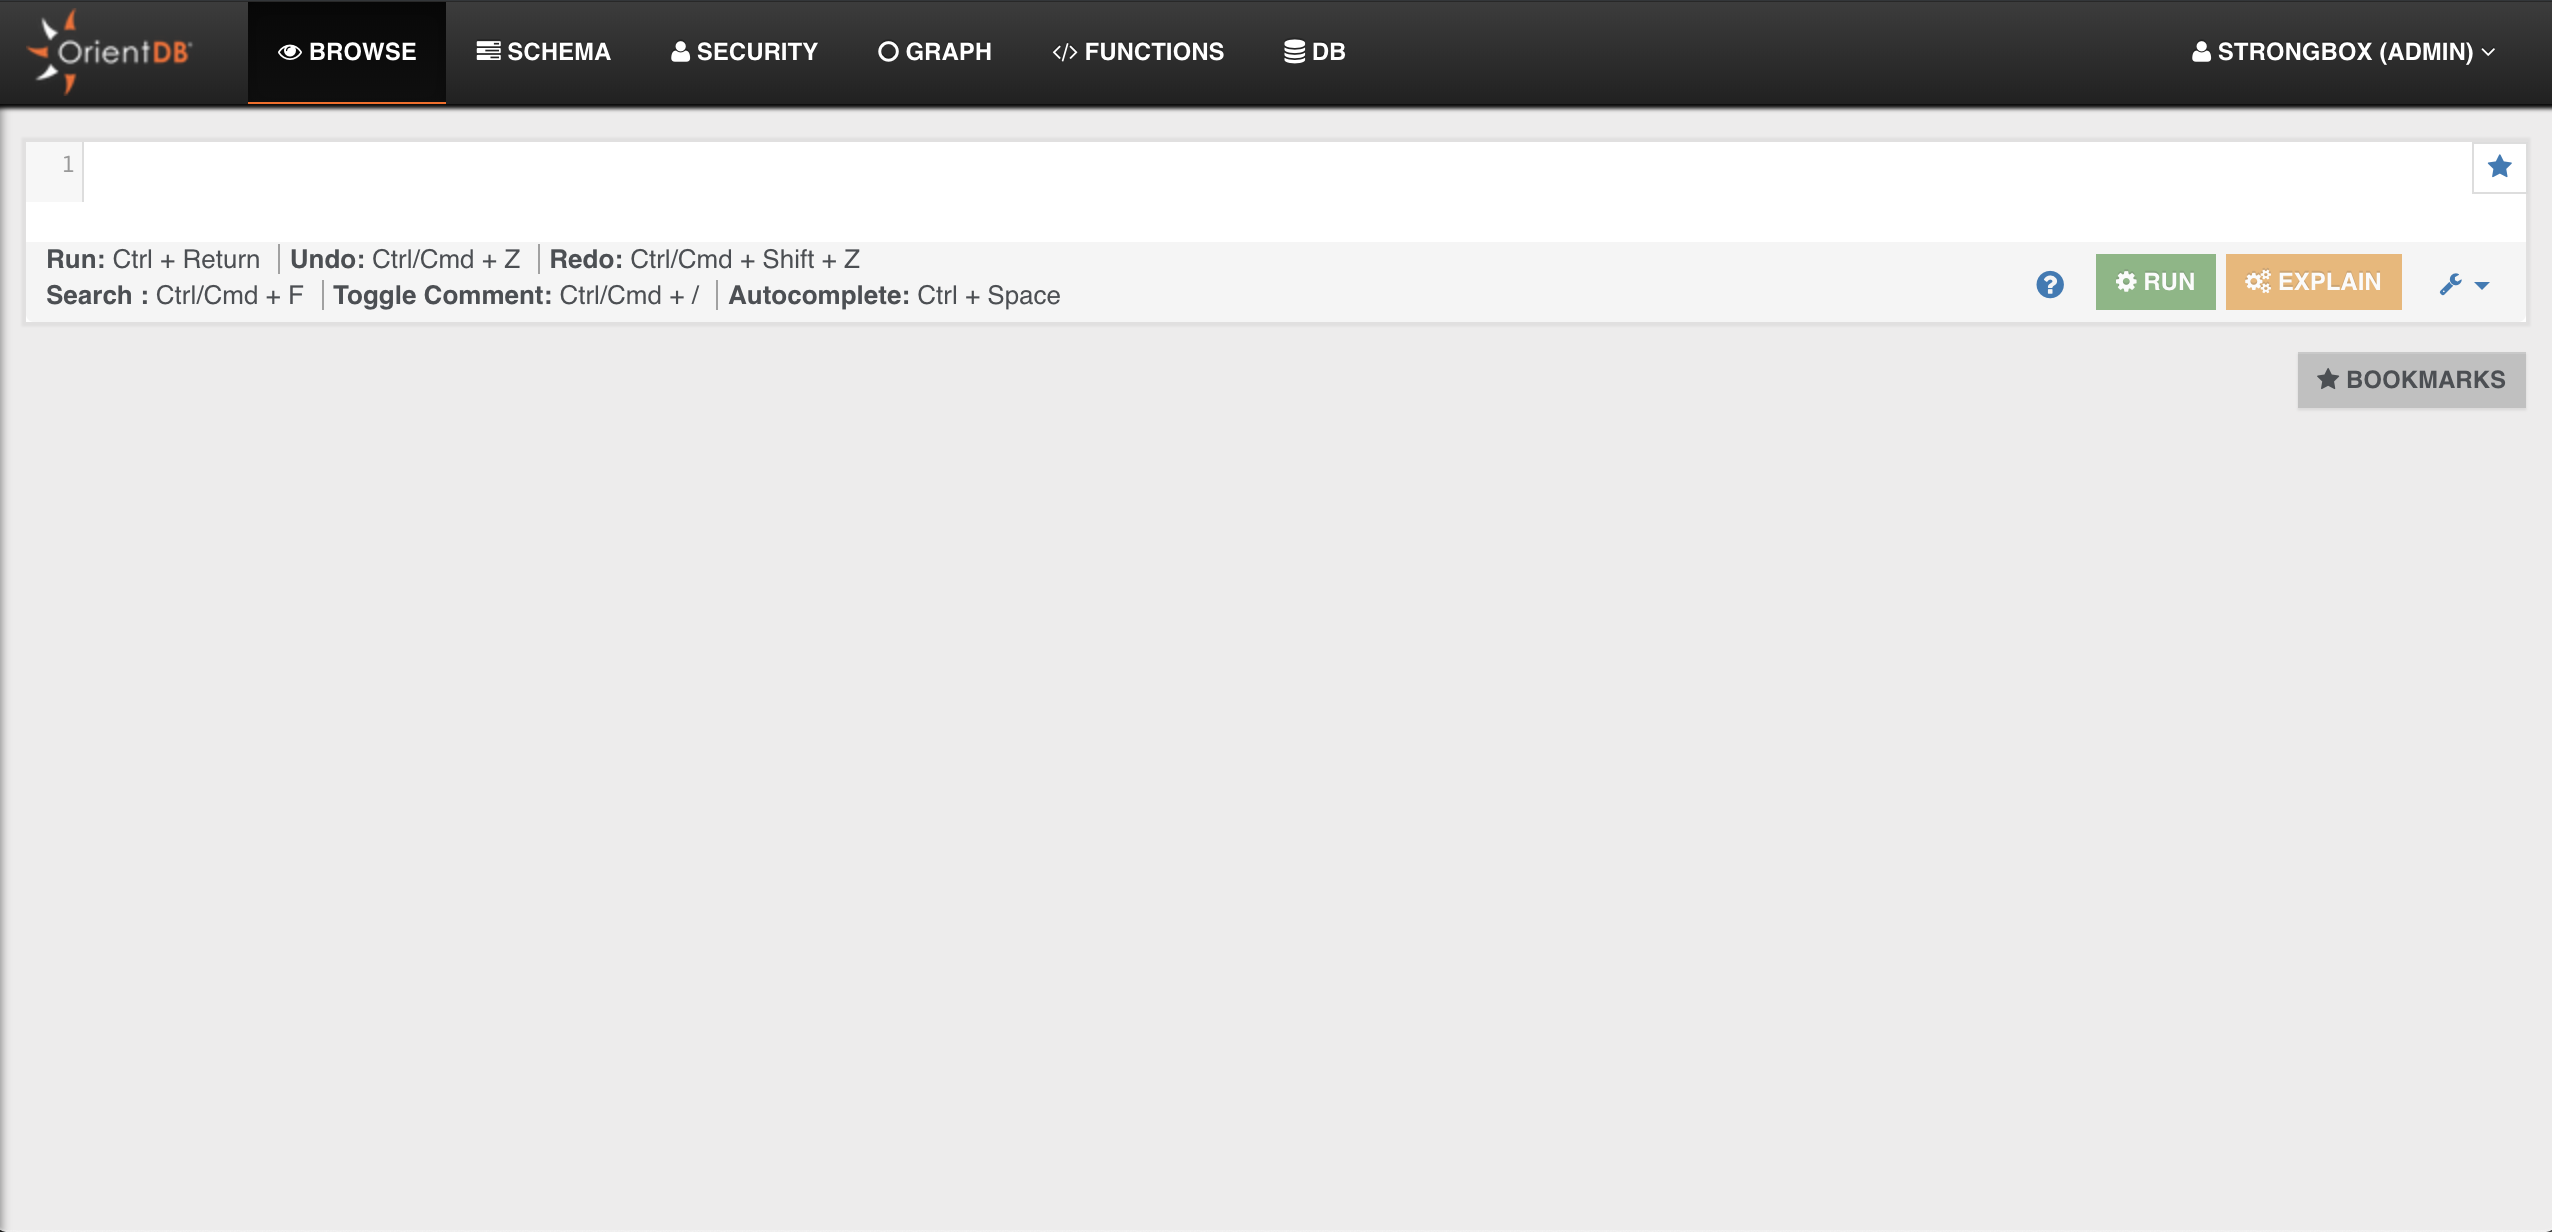 OrientDB BROWSE SCHEMA SECURITY GRAPH </> FUNCTIONS DB STRONGBOX (ADMIN)
1
Run: Ctrl + Return | Undo: Ctrl/Cmd + Z | Redo: Ctrl/Cmd + Shift + Z
Search : Ctrl/Cmd + F | Toggle Comment: Ctrl/Cmd + / | Autocomplete: Ctrl + Space
? RUN EXPLAIN
BOOKMARKS